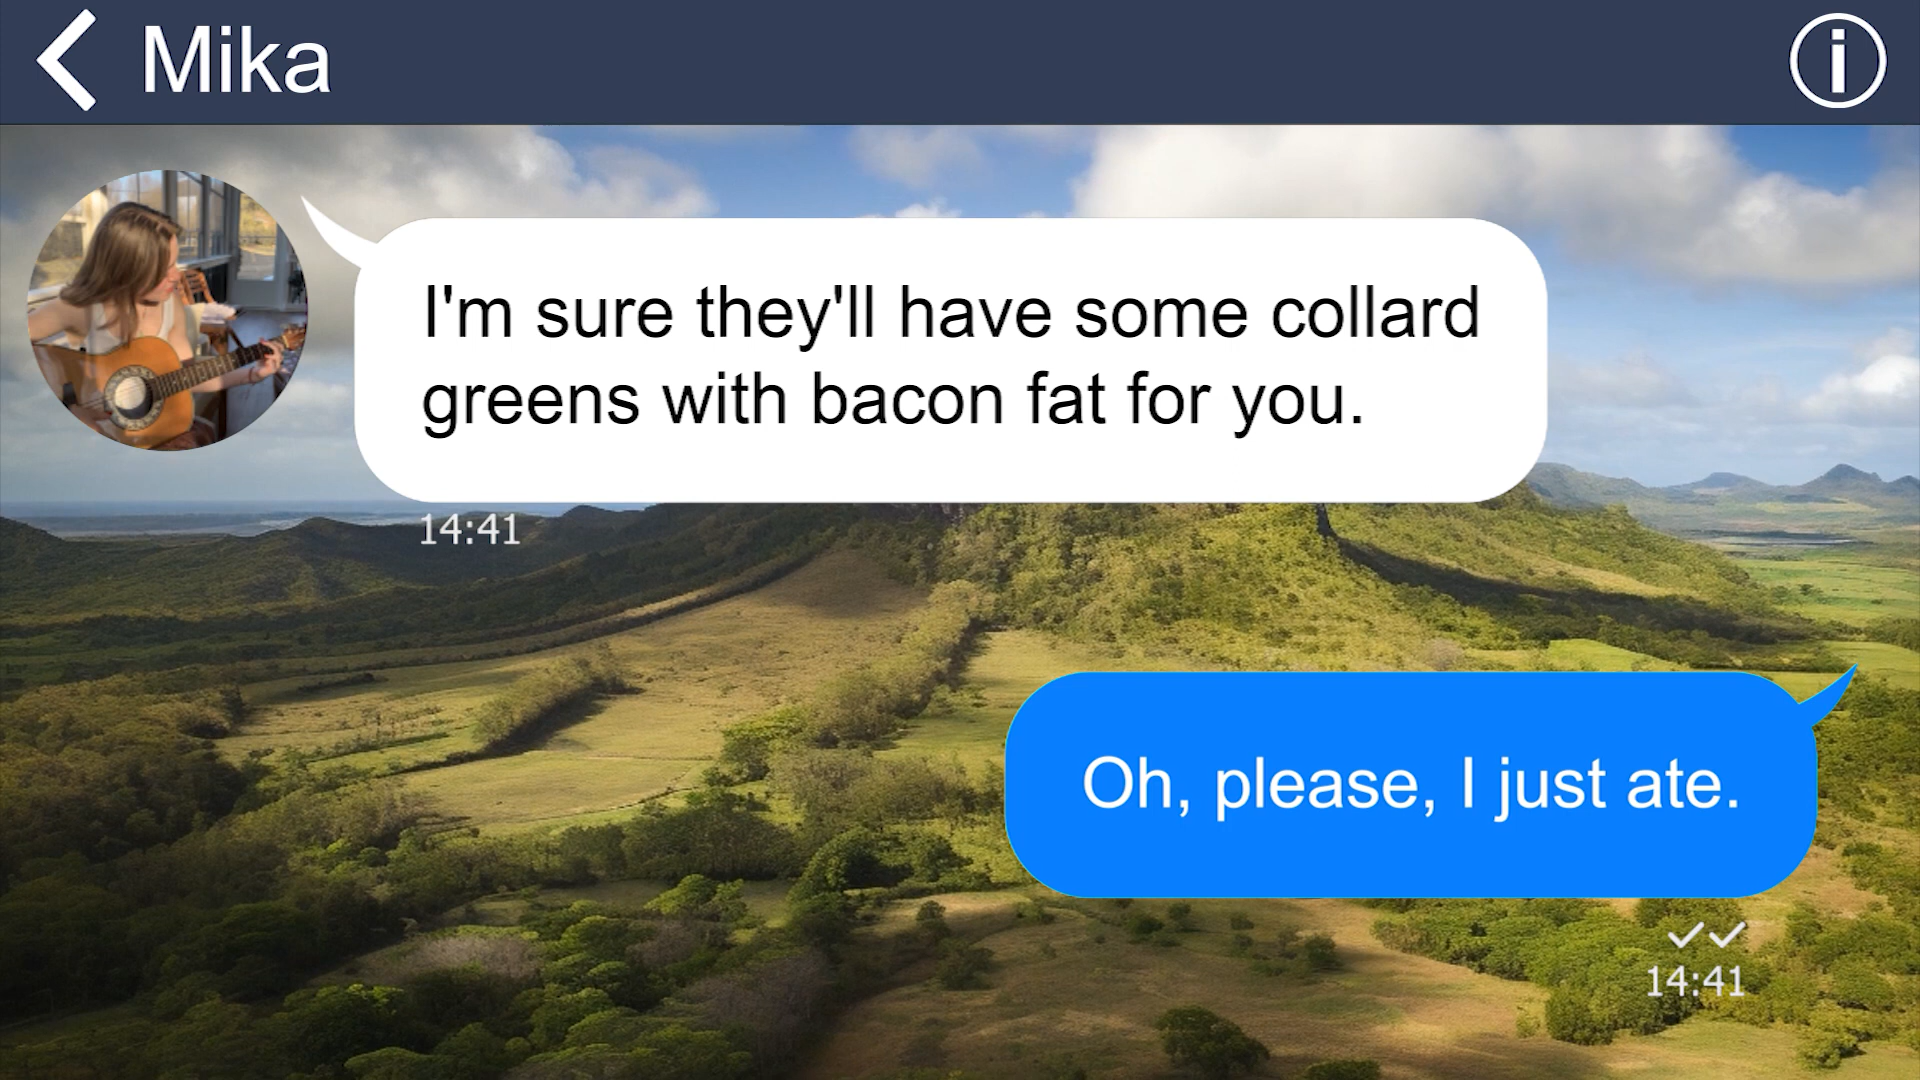 Mika
I'm sure they'll have some collard
greens with bacon fat for you.
14:41
Oh, please, I just ate.
14:41